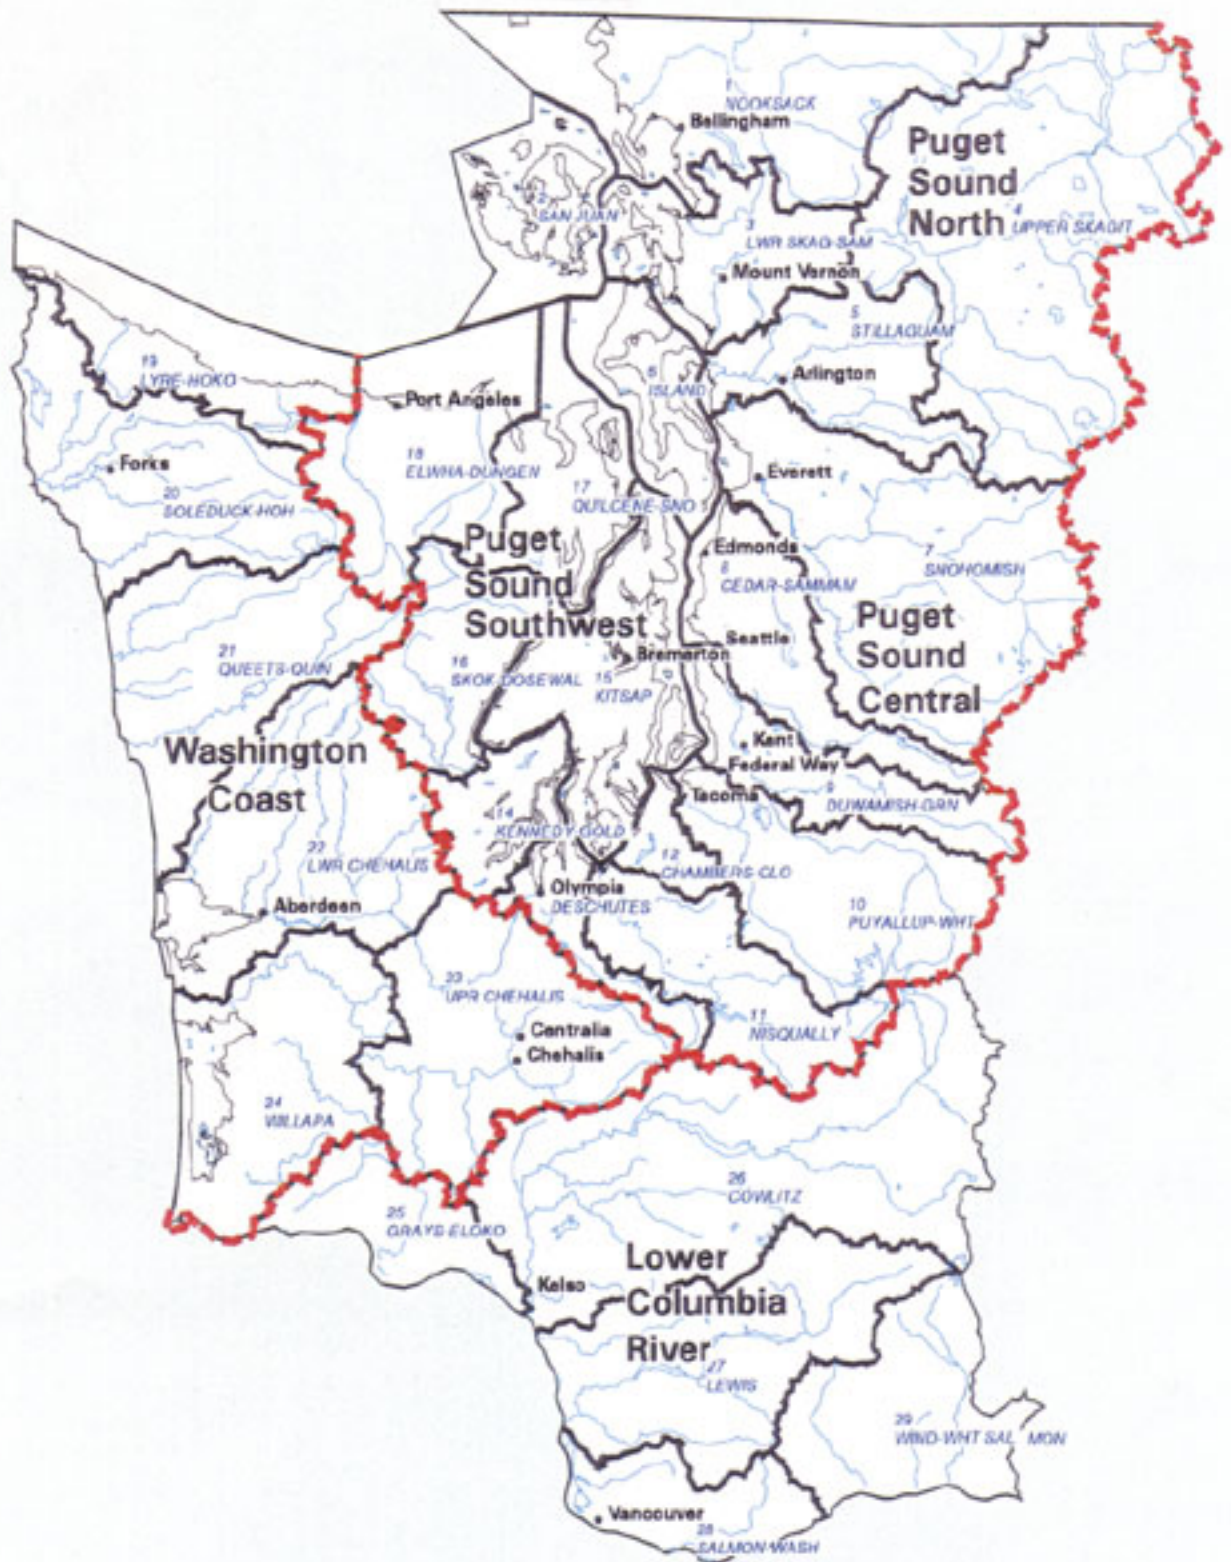 1
NOOKSACK
Bellingham
Puget
Sound
North
2
SAN JUAN
3
LWR SKAG-SAM
4
UPPER SKAGIT
3
Mount Vernon
5
STILLAGUAM
19
LYRE-HOKO
6
ISLAND
Arlington
Port Angeles
18
ELWHA-DUNGEN
Forks
20
SOLEDUCK-HOH
Everett
17
QUILCENE-SNO
Puget
Sound
Southwest
Edmonds
8
CEDAR-SAMMAM
7
SNOHOMISH
Puget
Sound
Central
Seattle
21
QUEETS-QUIN
16
SKOK-DOSEWAL
Bremerton
15
KITSAP
Washington
Coast
Kent
Federal Way
Tacoma
9
DUWAMISH-GRN
14
KENNEDY-GOLD
22
LWR CHEHALIS
12
CHAMBERS-CLO
Olympia
DESCHUTES
Aberdeen
10
PUYALLUP-WHT
23
UPR CHEHALIS
11
NISQUALLY
Centralia
Chehalis
24
WILLAPA
26
COWLITZ
25
GRAYS-ELOKO
Lower
Columbia
River
Kelso
27
LEWIS
29
WIND-WHT SAL MON
Vancouver
28
SALMON-WASH